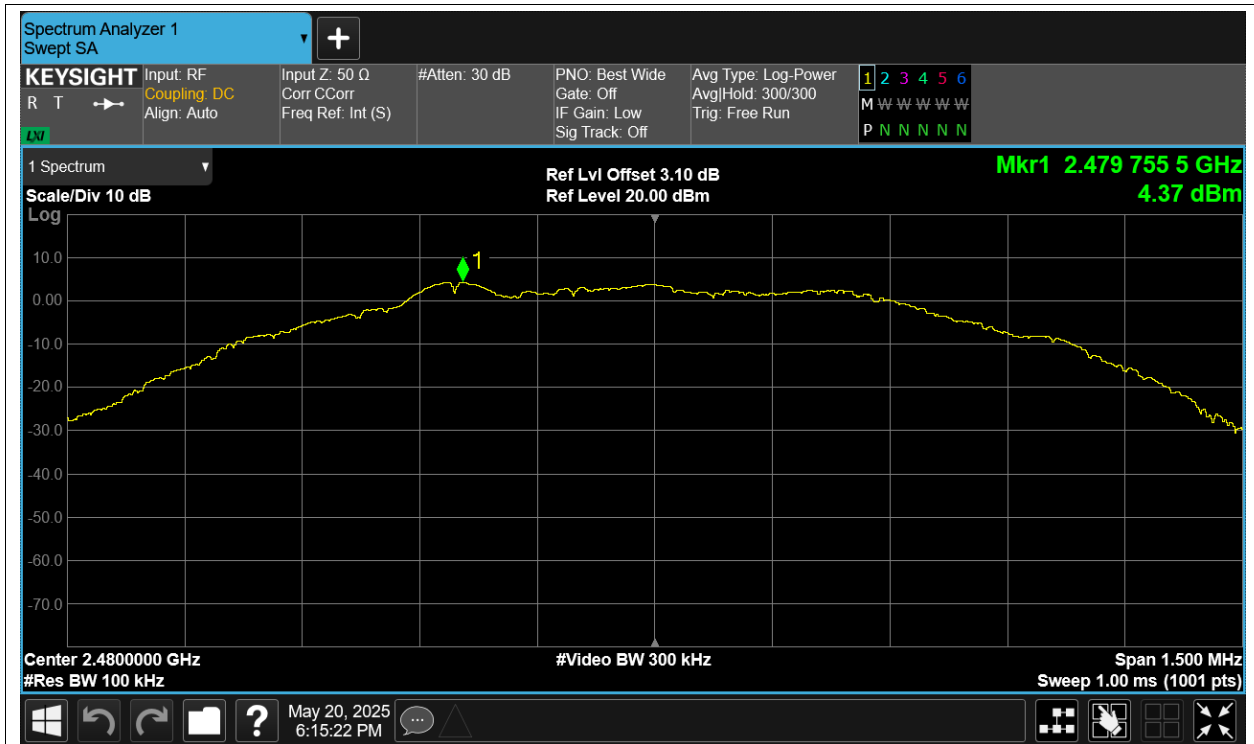 Spectrum Analyzer 1
Swept SA
KEYSIGHT
R T
LXI
Input: RF
Coupling: DC
Align: Auto
Input Z: 50 Ω
Corr CCorr
Freq Ref: Int (S)
#Atten: 30 dB
PNO: Best Wide
Gate: Off
IF Gain: Low
Sig Track: Off
Avg Type: Log-Power
Avg|Hold: 300/300
Trig: Free Run
1 2 3 4 5 6
M W W W W W
P N N N N N
1 Spectrum
Scale/Div 10 dB
Log
Ref Lvl Offset 3.10 dB
Ref Level 20.00 dBm
Mkr1 2.479 755 5 GHz
4.37 dBm
1
10.0
0.00
-10.0
-20.0
-30.0
-40.0
-50.0
-60.0
-70.0
Center 2.4800000 GHz
#Res BW 100 kHz
#Video BW 300 kHz
Span 1.500 MHz
Sweep 1.00 ms (1001 pts)
?
May 20, 2025
6:15:22 PM